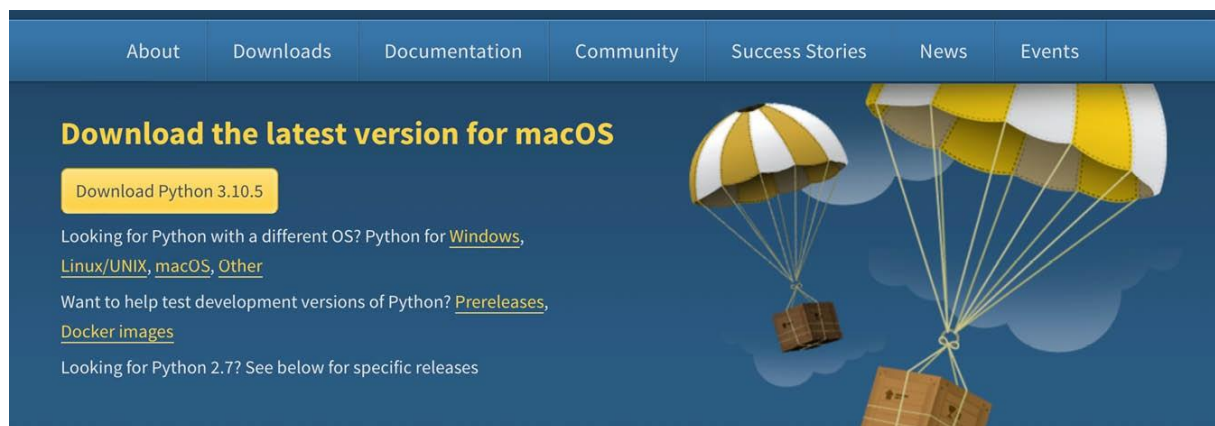 About Downloads Documentation Community Success Stories News Events
Download the latest version for macOS
Download Python 3.10.5
Looking for Python with a different OS? Python for Windows,
Linux/UNIX, macOS, Other
Want to help test development versions of Python? Prereleases,
Docker images
Looking for Python 2.7? See below for specific releases